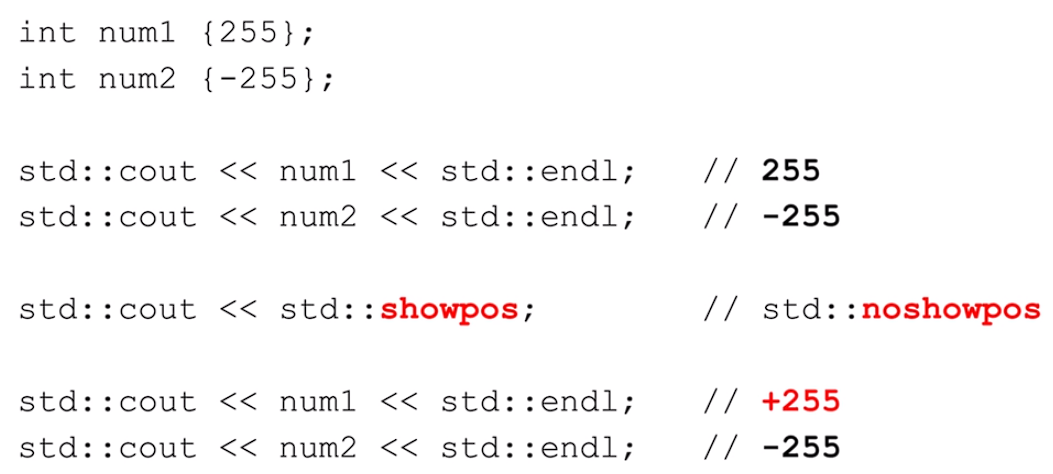 int num1 {255};
int num2 {-255};
std::cout << num1 << std::endl; // 255
std::cout << num2 << std::endl; // -255
std::cout << std::showpos; // std::noshowpos
std::cout << num1 << std::endl; // +255
std::cout << num2 << std::endl; // -255